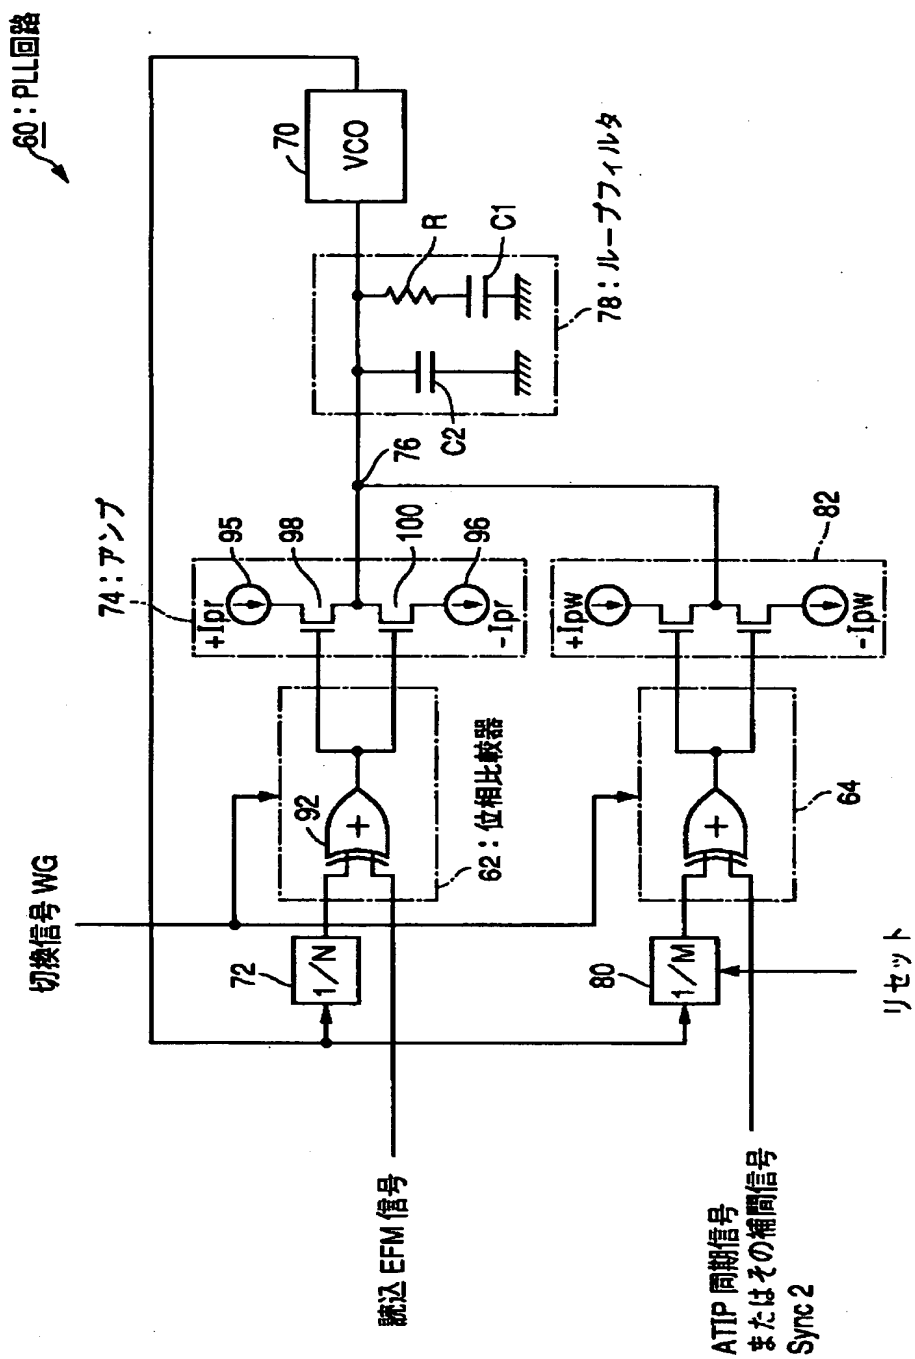 60：PLL回路
70
VCO
74：アンプ
95
+Ipr
98
100
96
-Ipr
76
C2
R
C1
78：ループフィルタ
切換信号 WG
72
1/N
92
62：位相比較器
読込 EFM 信号
80
1/M
64
+Ipw
-Ipw
82
リセット
ATIP 同期信号
またはその補間信号
Sync 2